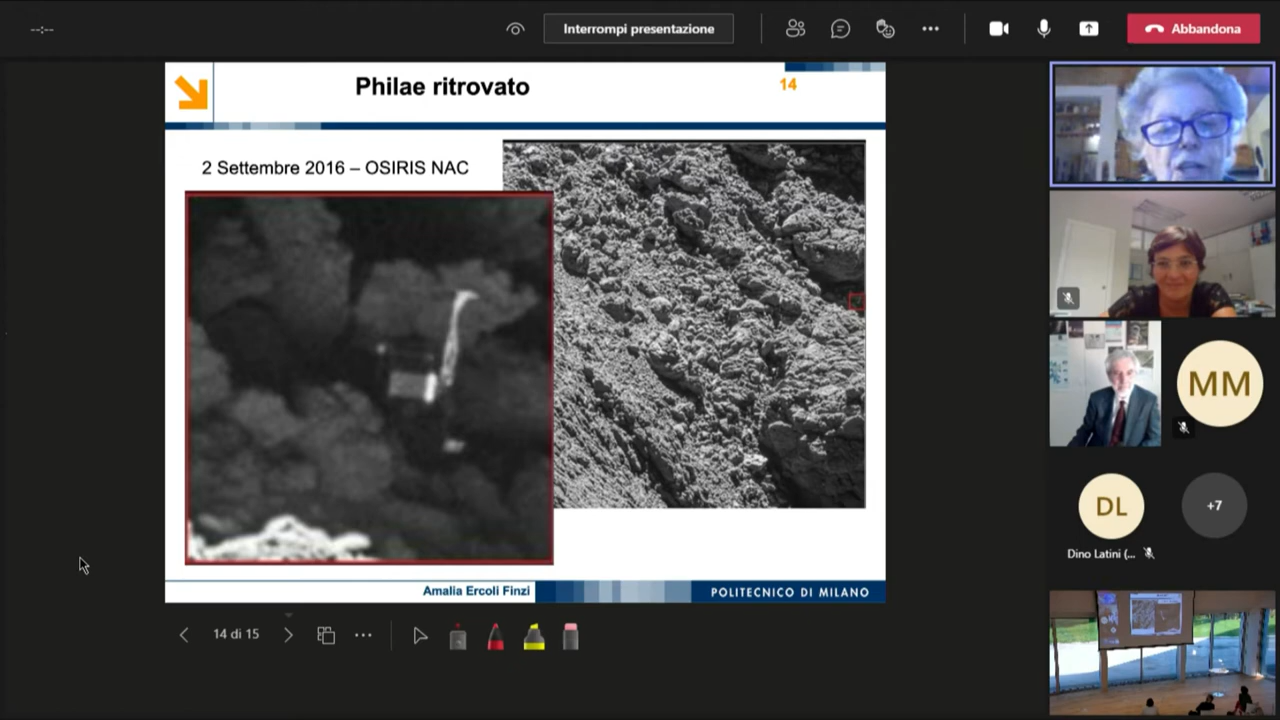 --:--
Interrompi presentazione
Abbandona
Philae ritrovato
14
2 Settembre 2016 – OSIRIS NAC
MM
DL
+7
Dino Latini (...
Amalia Ercoli Finzi
POLITECNICO DI MILANO
14 di 15